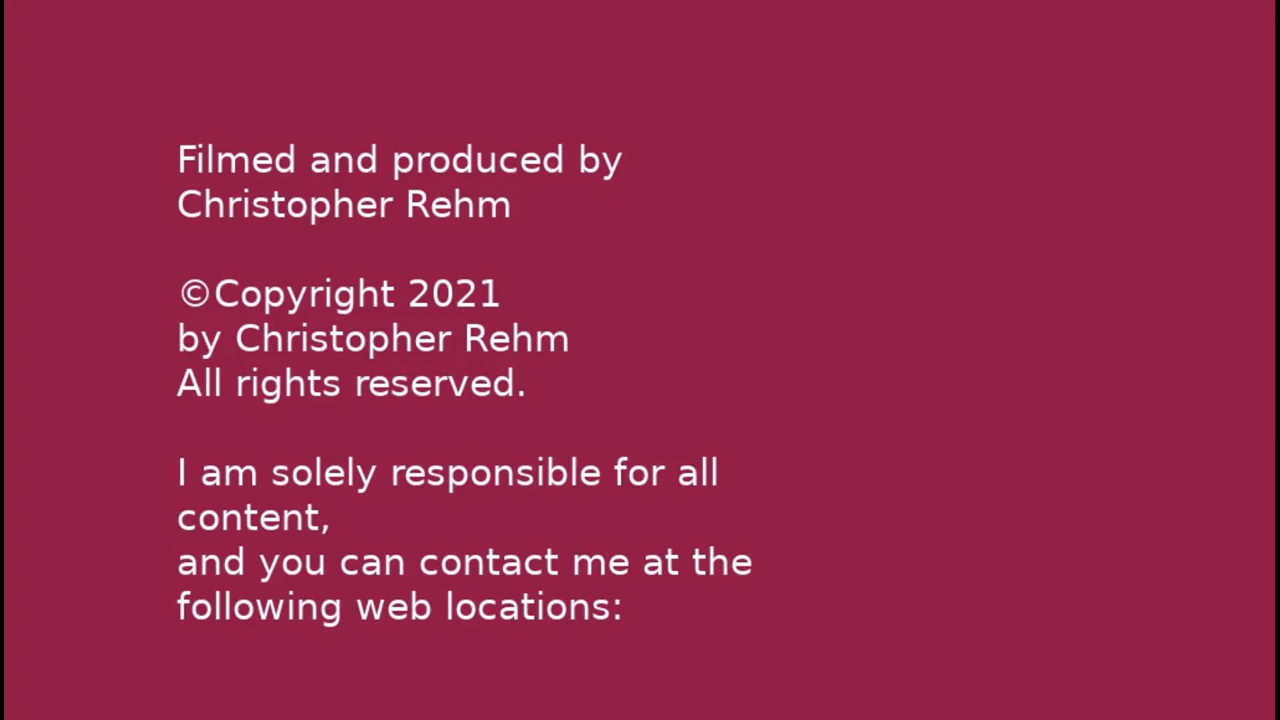 Filmed and produced by
Christopher Rehm
©Copyright 2021
by Christopher Rehm
All rights reserved.
I am solely responsible for all
content,
and you can contact me at the
following web locations: